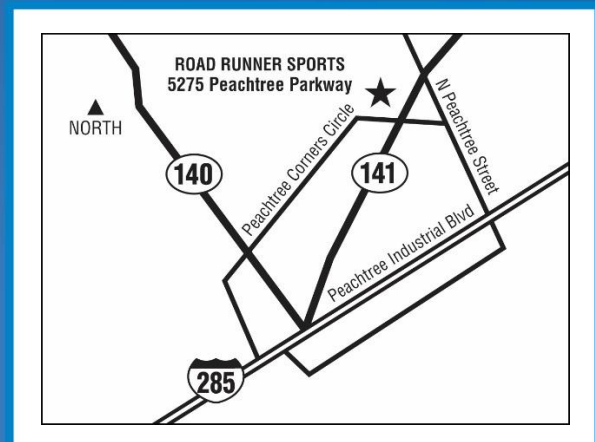 ROAD RUNNER SPORTS
5275 Peachtree Parkway
NORTH
Peachtree Corners Circle
N Peachtree Street
140
141
Peachtree Industrial Blvd
285